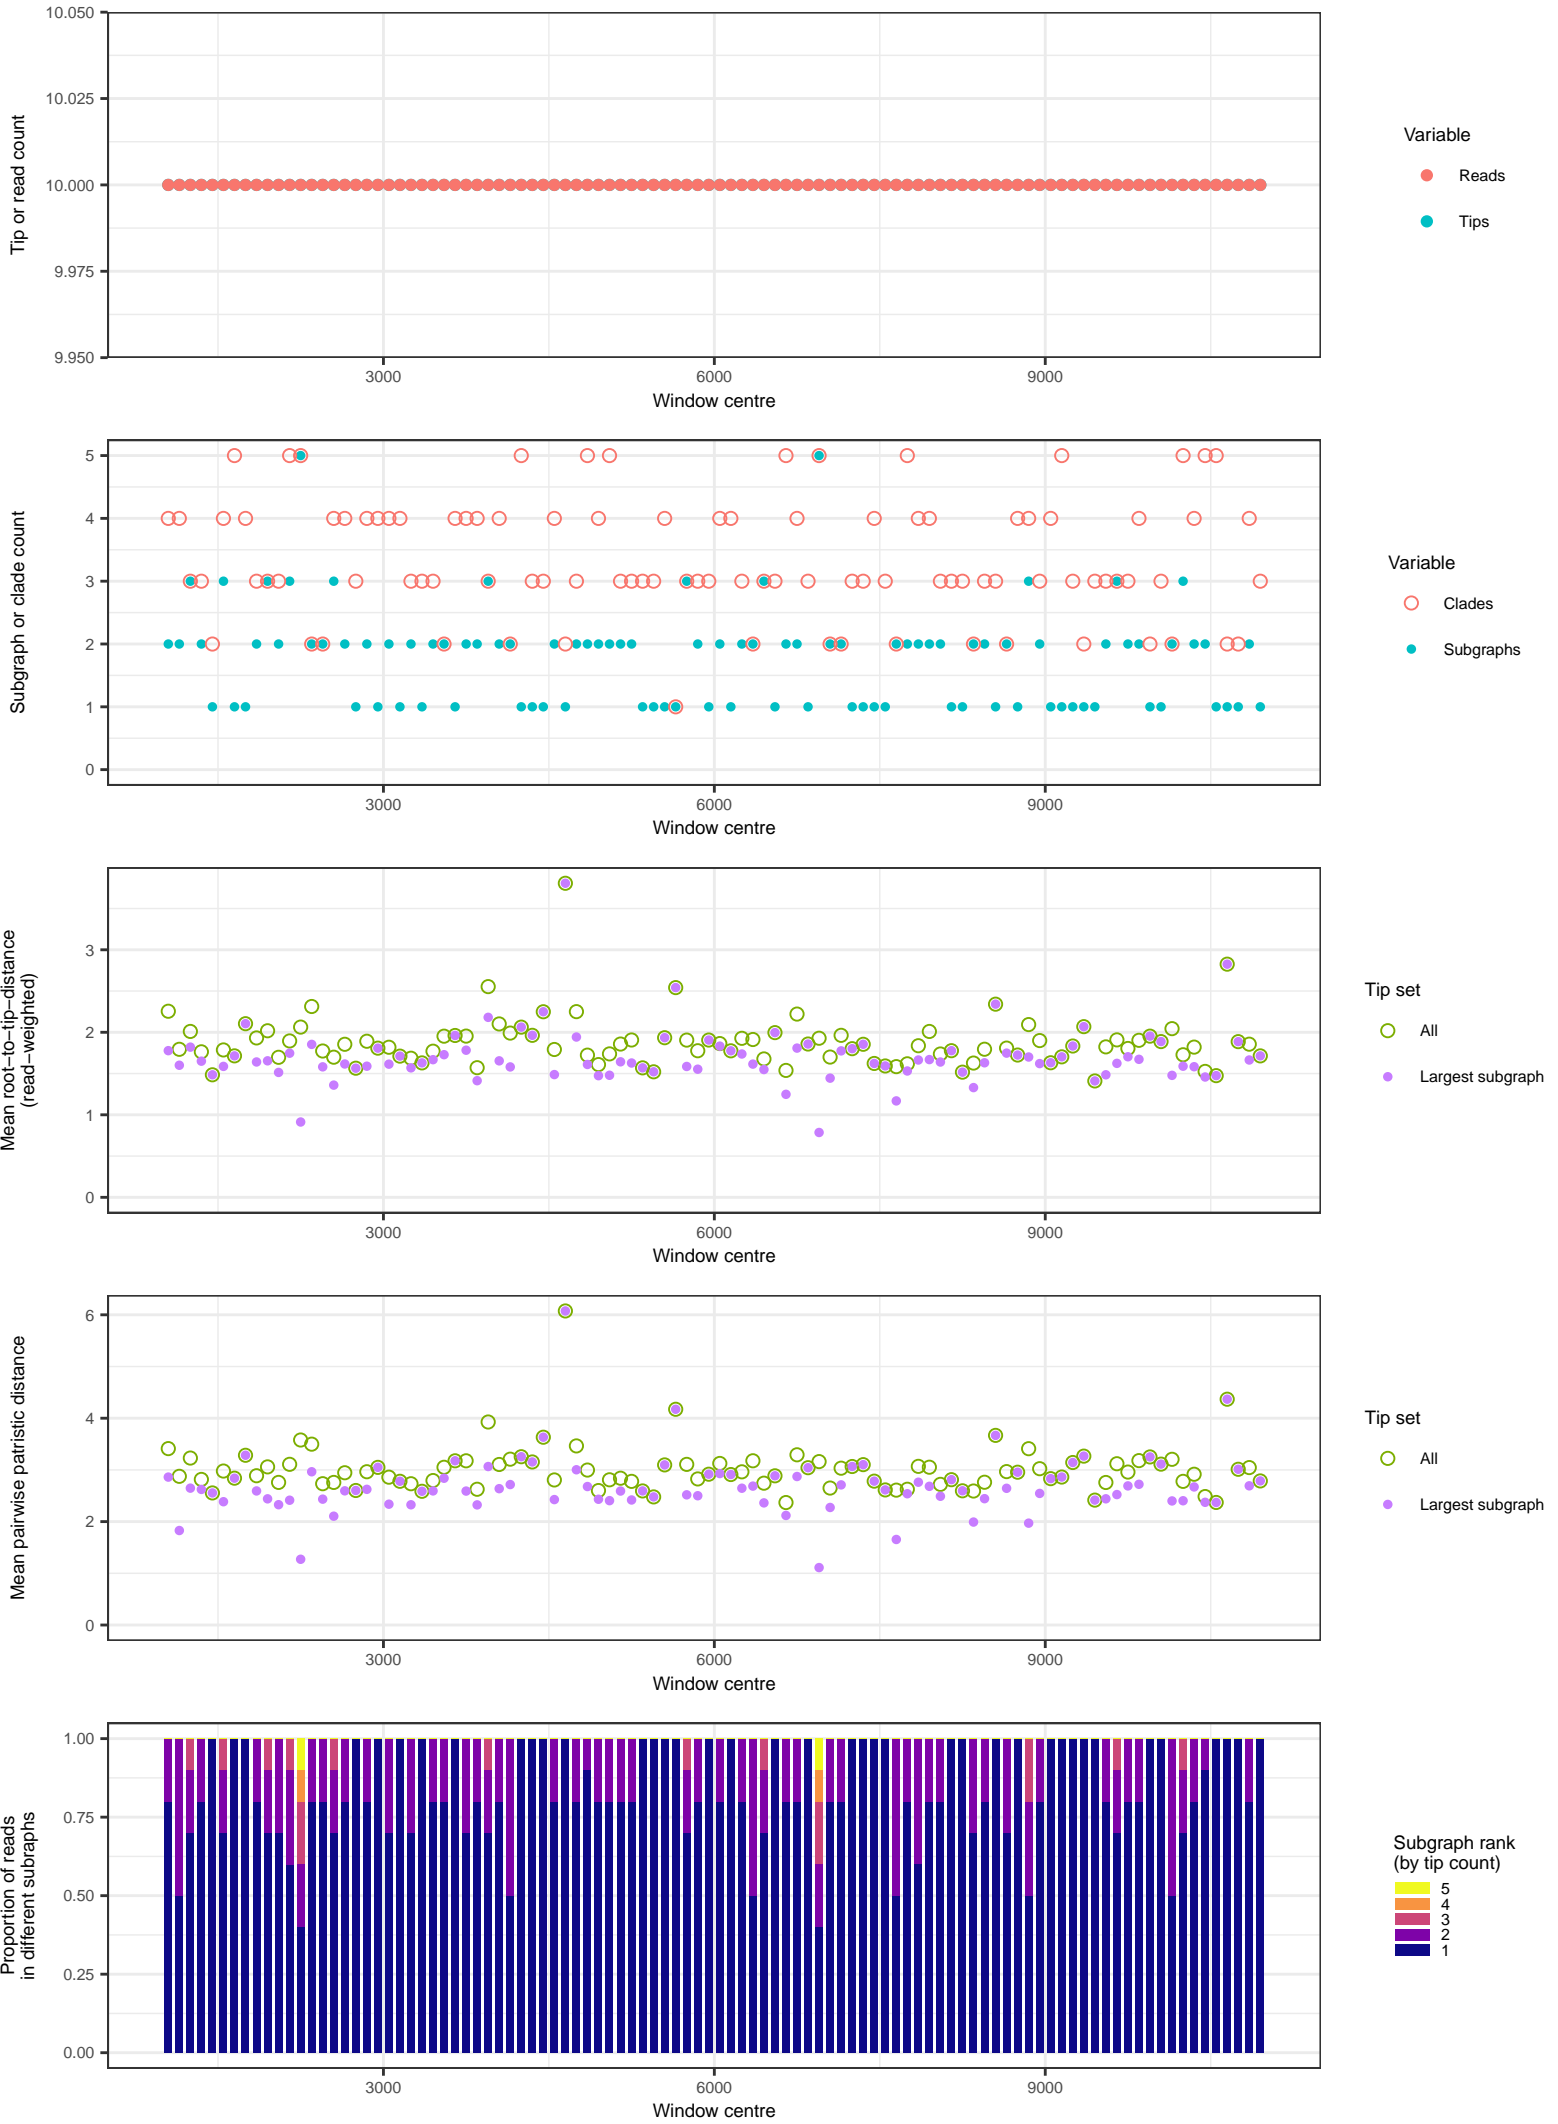 10.050
10.025
10.000
9.975
9.950
Tip or read count
3000 6000 9000
Window centre
Variable
Reads
Tips
5
4
3
2
1
0
Subgraph or clade count
3000 6000 9000
Window centre
Variable
Clades
Subgraphs
3
2
1
0
Mean root−to−tip−distance
(read−weighted)
3000 6000 9000
Window centre
Tip set
All
Largest subgraph
6
4
2
0
Mean pairwise patristic distance
3000 6000 9000
Window centre
Tip set
All
Largest subgraph
1.00
0.75
0.50
0.25
0.00
Proportion of reads
in different subraphs
3000 6000 9000
Window centre
Subgraph rank
(by tip count)
5
4
3
2
1